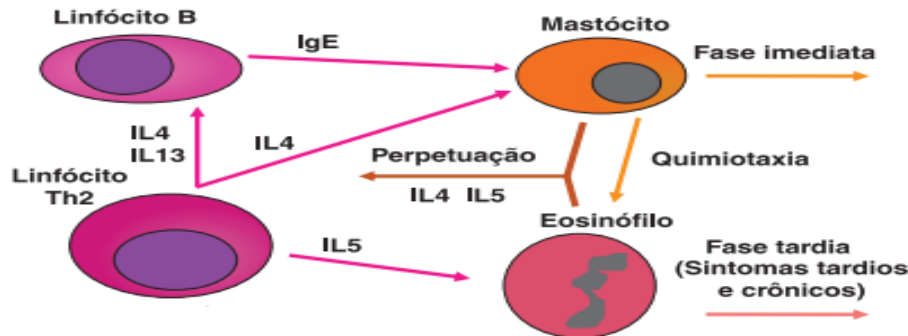 Linfócito B
IgE
Mastócito
Fase imediata
IL4
IL13
IL4
Linfócito
Th2
Perpetuação
IL4 IL5
Quimiotaxia
IL5
Eosinófilo
Fase tardia
(Sintomas tardios
e crônicos)